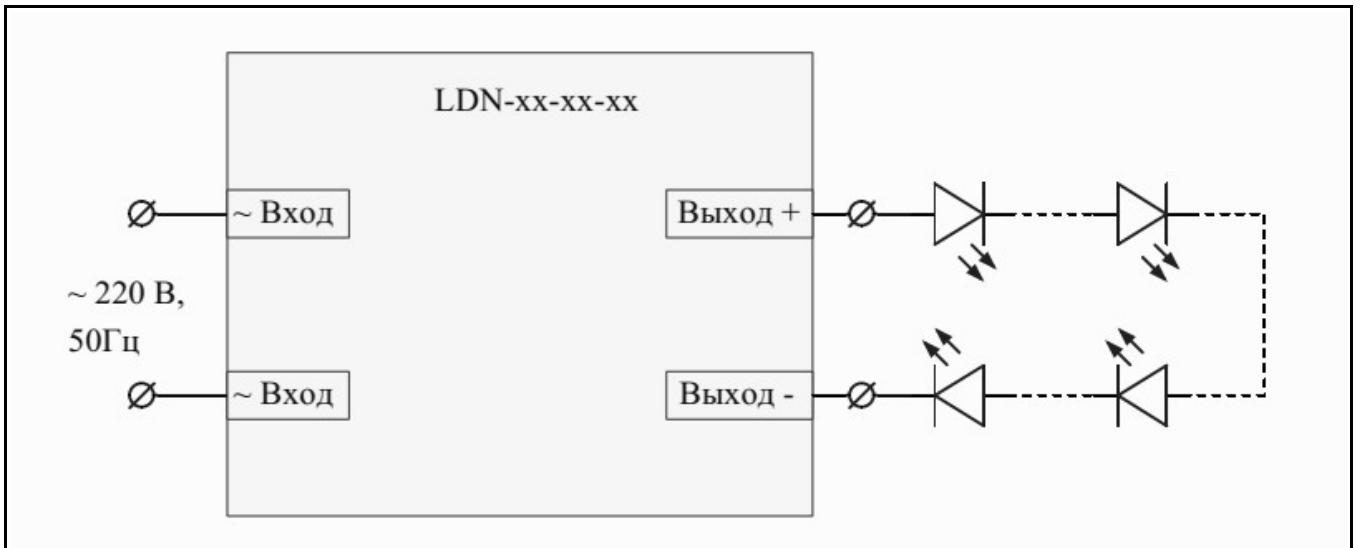 LDN-xx-xx-xx
~ Вход
Выход +
~ 220 В,
50Гц
~ Вход
Выход -